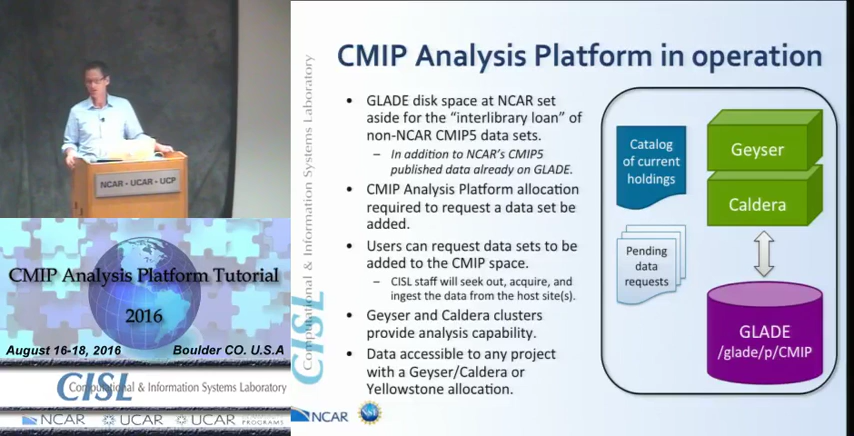 NCAR • UCAR • UCP
CMIP Analysis Platform Tutorial
2016
August 16-18, 2016
Boulder CO. U.S.A
CISL
Computational & Information Systems Laboratory
NCAR
UCAR
UCAR
PROGRAMS
CISL
Computational & Information Systems Laboratory
CMIP Analysis Platform in operation
• GLADE disk space at NCAR set
aside for the “interlibrary loan” of
non-NCAR CMIP5 data sets.
– In addition to NCAR’s CMIP5
published data already on GLADE.
• CMIP Analysis Platform allocation
required to request a data set be
added.
• Users can request data sets to be
added to the CMIP space.
– CISL staff will seek out, acquire, and
ingest the data from the host site(s).
• Geyser and Caldera clusters
provide analysis capability.
• Data accessible to any project
with a Geyser/Caldera or
Yellowstone allocation.
Catalog
of current
holdings
Pending
data
requests
Geyser
Caldera
GLADE
/glade/p/CMIP
NCAR
NSF